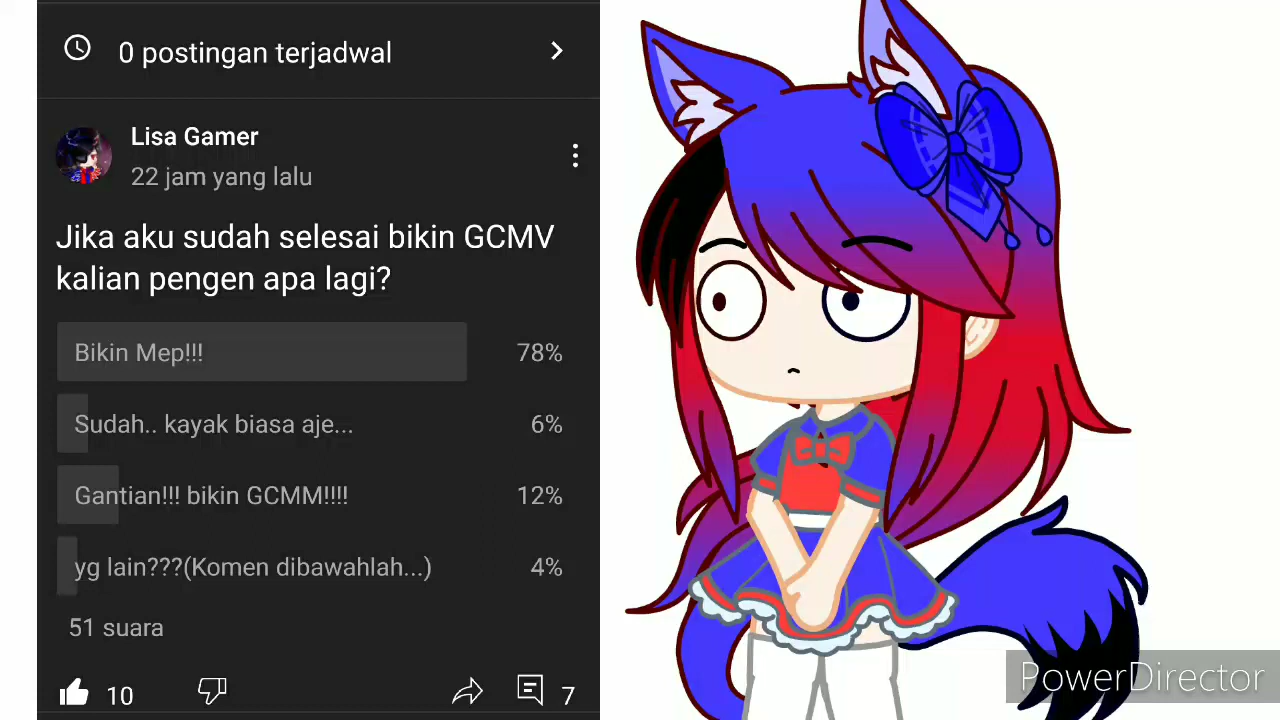 0 postingan terjadwal
Lisa Gamer
22 jam yang lalu
Jika aku sudah selesai bikin GCMV
kalian pengen apa lagi?
Bikin Mep!!! 78%
Sudah.. kayak biasa aje... 6%
Gantian!!! bikin GCMM!!!! 12%
yg lain???(Komen dibawahlah...) 4%
51 suara
10 7
PowerDirector